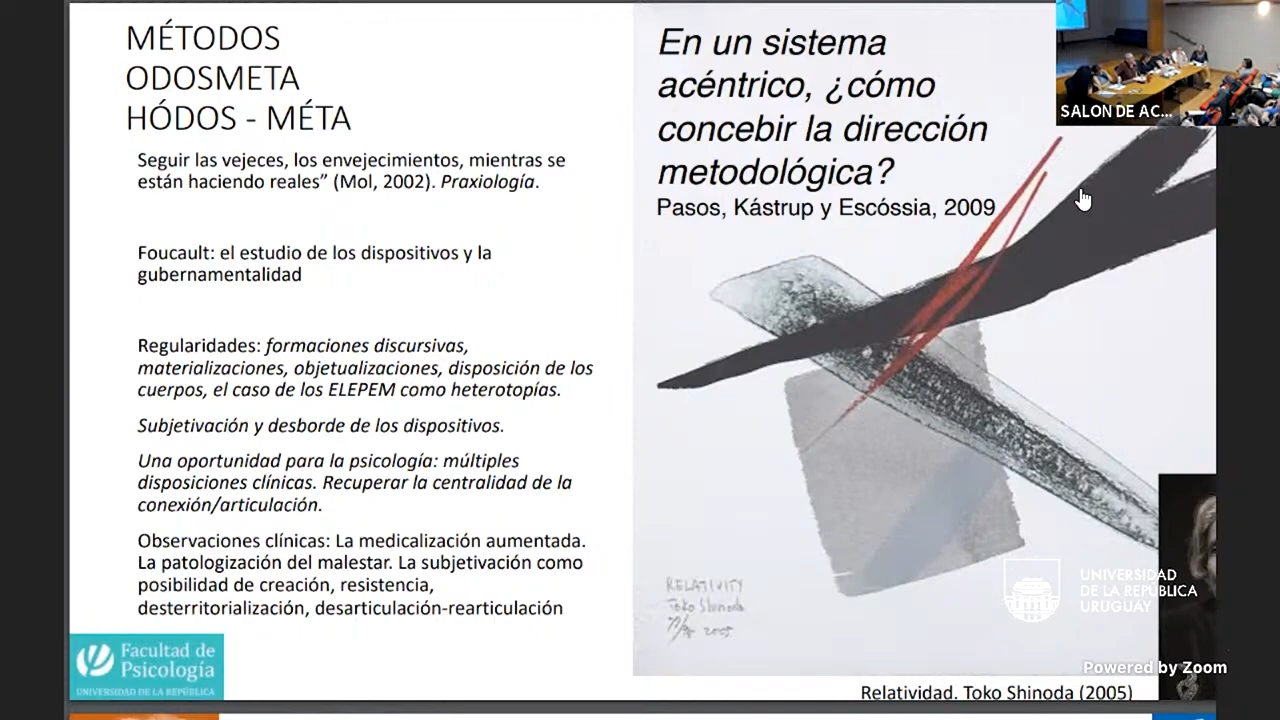 MÉTODOS
ODOSMETA
HÓDOS - MÉTA
Seguir las vejeces, los envejecimientos, mientras se
están haciendo reales” (Mol, 2002). Praxiología.
Foucault: el estudio de los dispositivos y la
gubernamentalidad
Regularidades: formaciones discursivas,
materializaciones, objetualizaciones, disposición de los
cuerpos, el caso de los ELEPEM como heterotopías.
Subjetivación y desborde de los dispositivos.
Una oportunidad para la psicología: múltiples
disposiciones clínicas. Recuperar la centralidad de la
conexión/articulación.
Observaciones clínicas: La medicalización aumentada.
La patologización del malestar. La subjetivación como
posibilidad de creación, resistencia,
desterritorialización, desarticulación-rearticulación
Facultad de
Psicología
UNIVERSIDAD DE LA REPÚBLICA
En un sistema
acéntrico, ¿cómo
concebir la dirección
metodológica?
Pasos, Kástrup y Escóssia, 2009
SALON DE AC...
RELATIVITY
Toko Shinoda
2005
UNIVERSIDAD
DE LA REPÚBLICA
URUGUAY
Powered by Zoom
Relatividad. Toko Shinoda (2005)